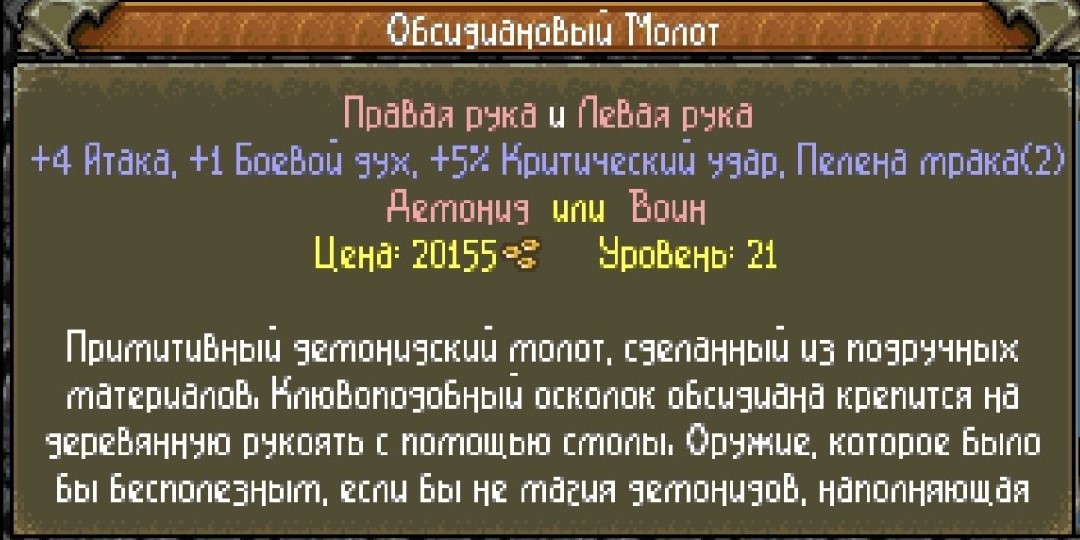 Обсидиановый Молот
Правая рука и Левая рука
+4 Атака, +1 Боевой дух, +5% Критический удар, Пелена мрака(2)
Демонид или Воин
Цена: 20155 Уровень: 21
Примитивный демонидский молот, сделанный из подручных
материалов. Клювоподобный осколок обсидиана крепится на
деревянную рукоять с помощью смолы. Оружие, которое было
бы бесполезным, если бы не магия демонидов, наполняющая